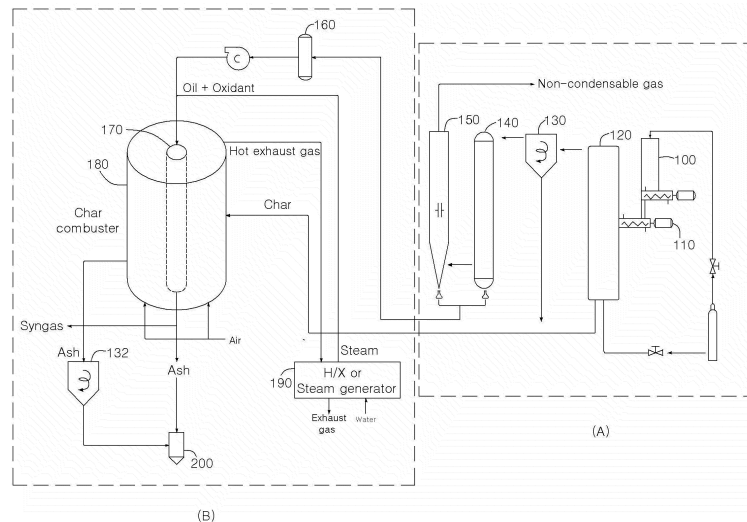 160
C
Oil + Oxidant
Non-condensable gas
150
140
130
120
100
110
170
180
Hot exhaust gas
Char
Char
combuster
Syngas
Air
Ash
132
Ash
Steam
190
H/X or
Steam generator
Exhaust
gas
Water
200
(A)
(B)